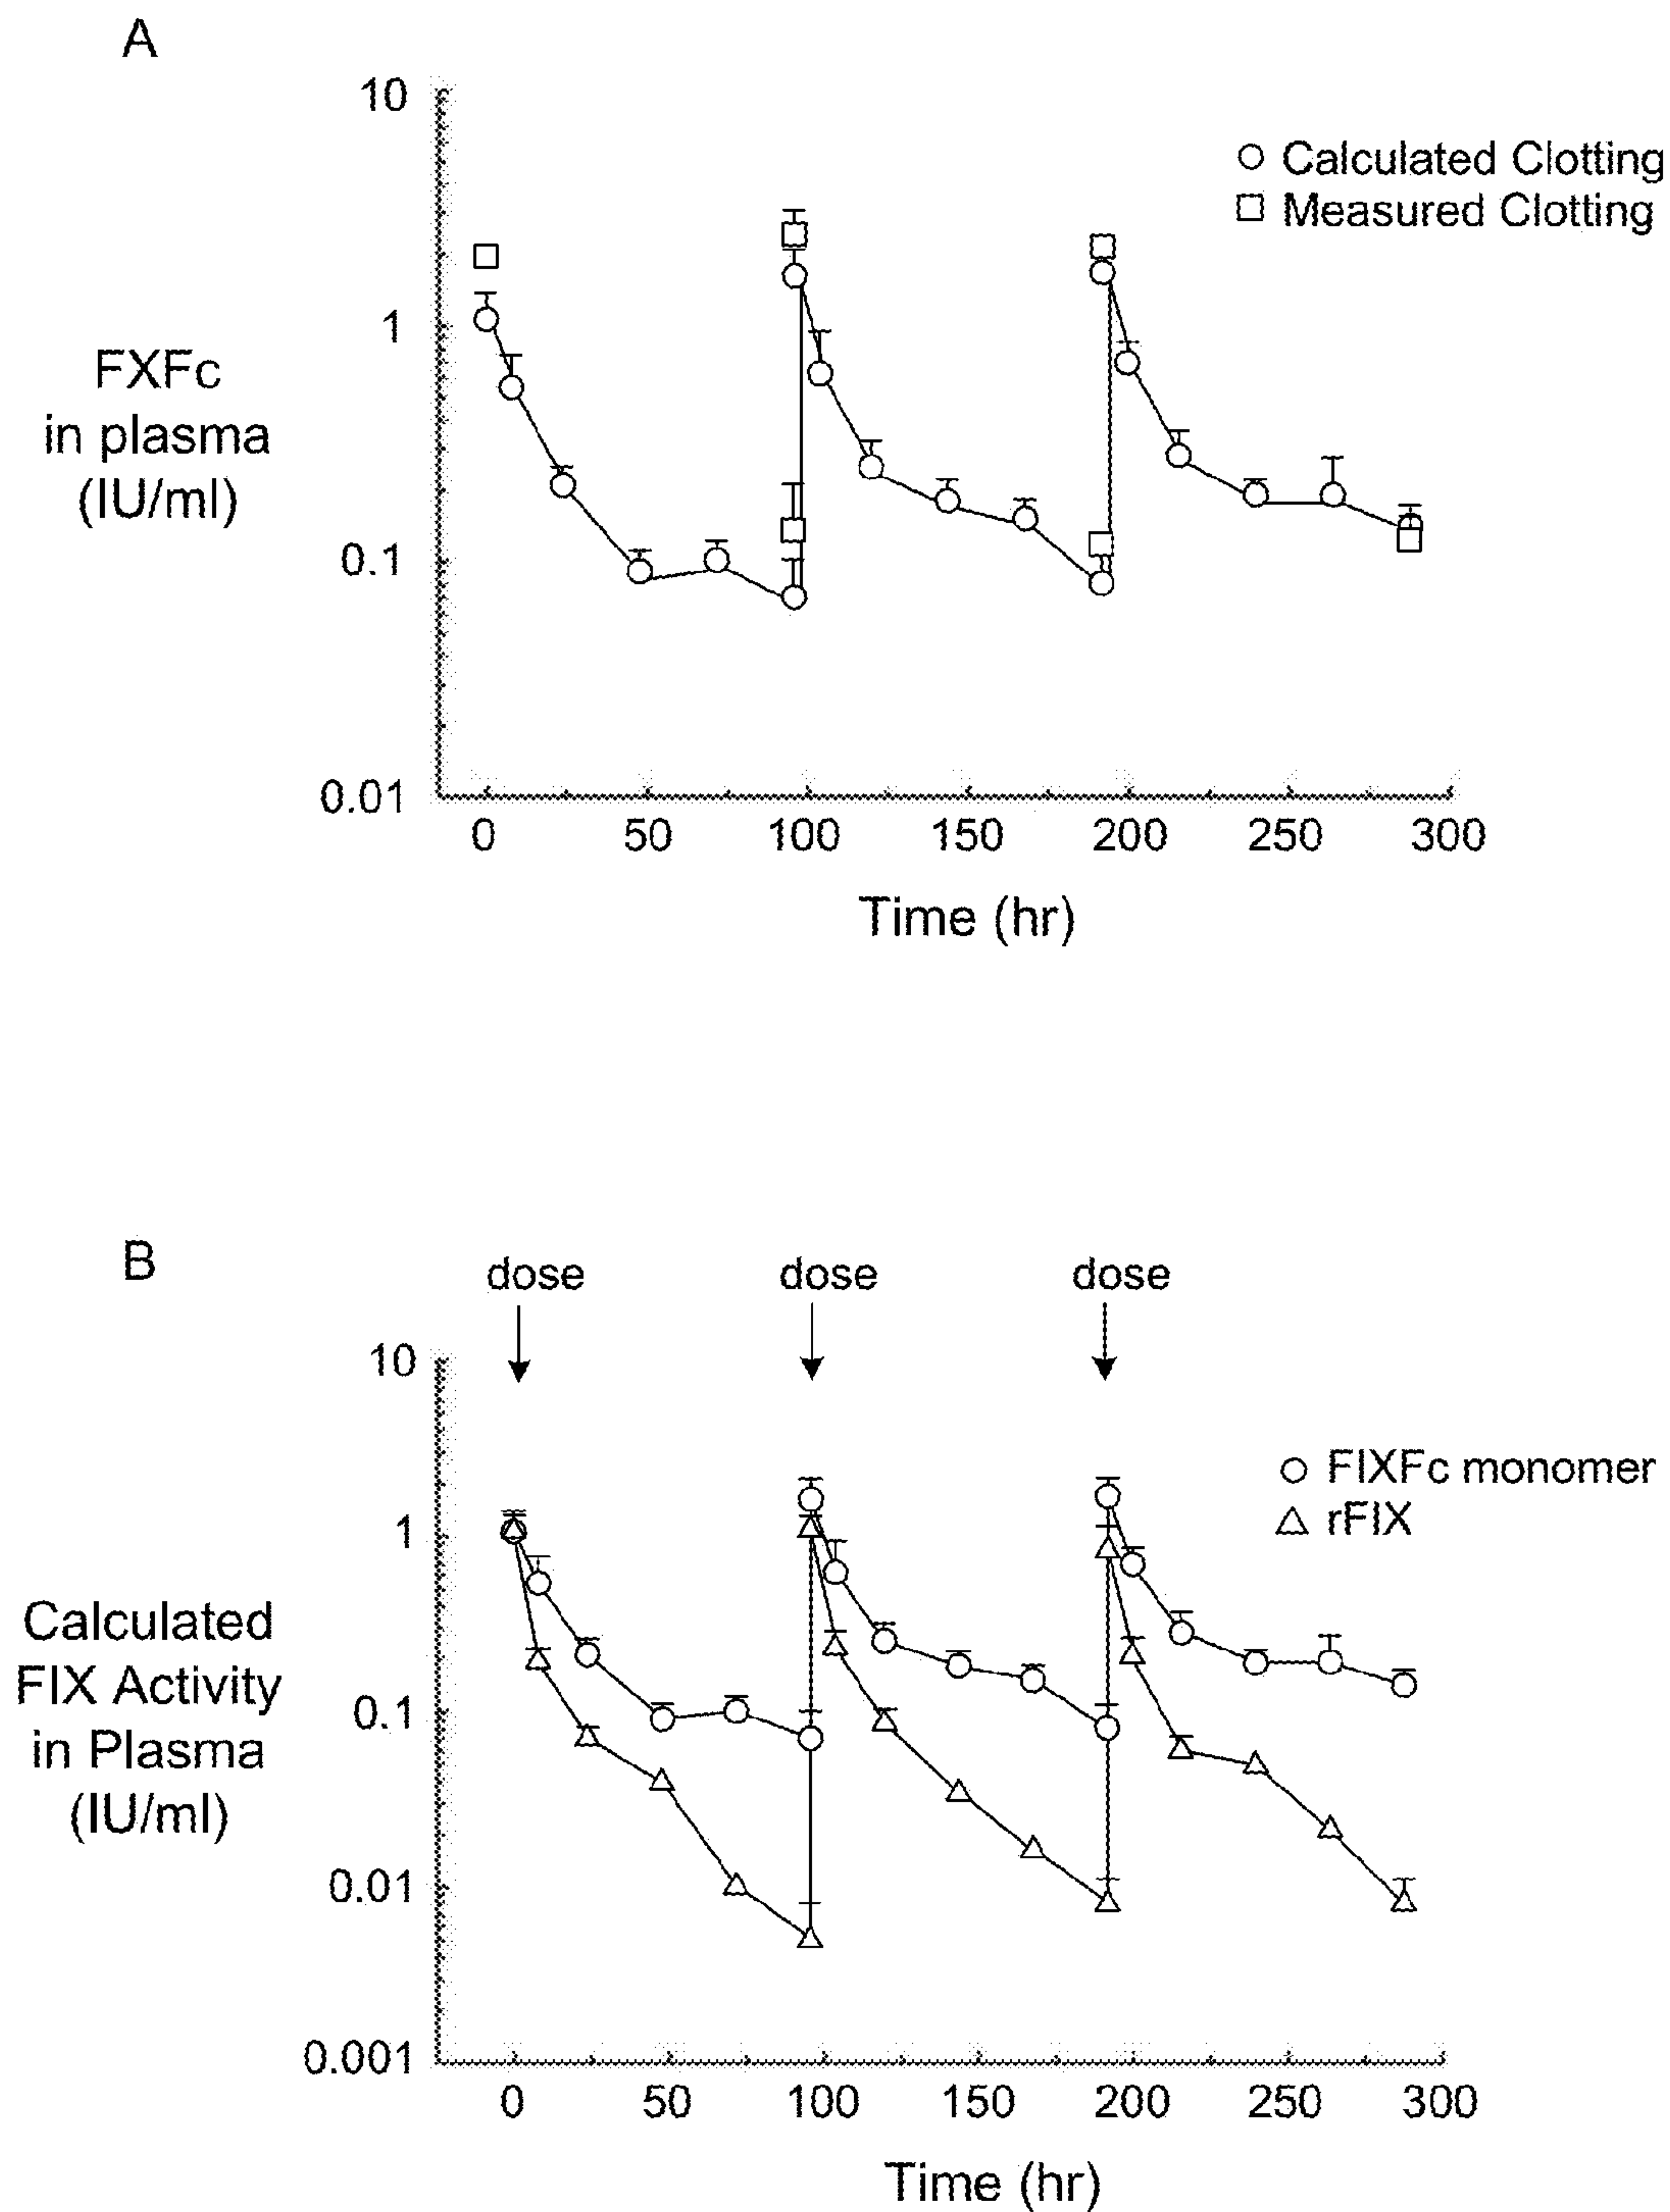 A
10
1
0.1
0.01
FXFc
in plasma
(IU/ml)
Calculated Clotting
Measured Clotting
0 50 100 150 200 250 300
Time (hr)
B
dose dose dose
10
1
0.1
0.01
0.001
Calculated
FIX Activity
in Plasma
(IU/ml)
FIXFc monomer
rFIX
0 50 100 150 200 250 300
Time (hr)